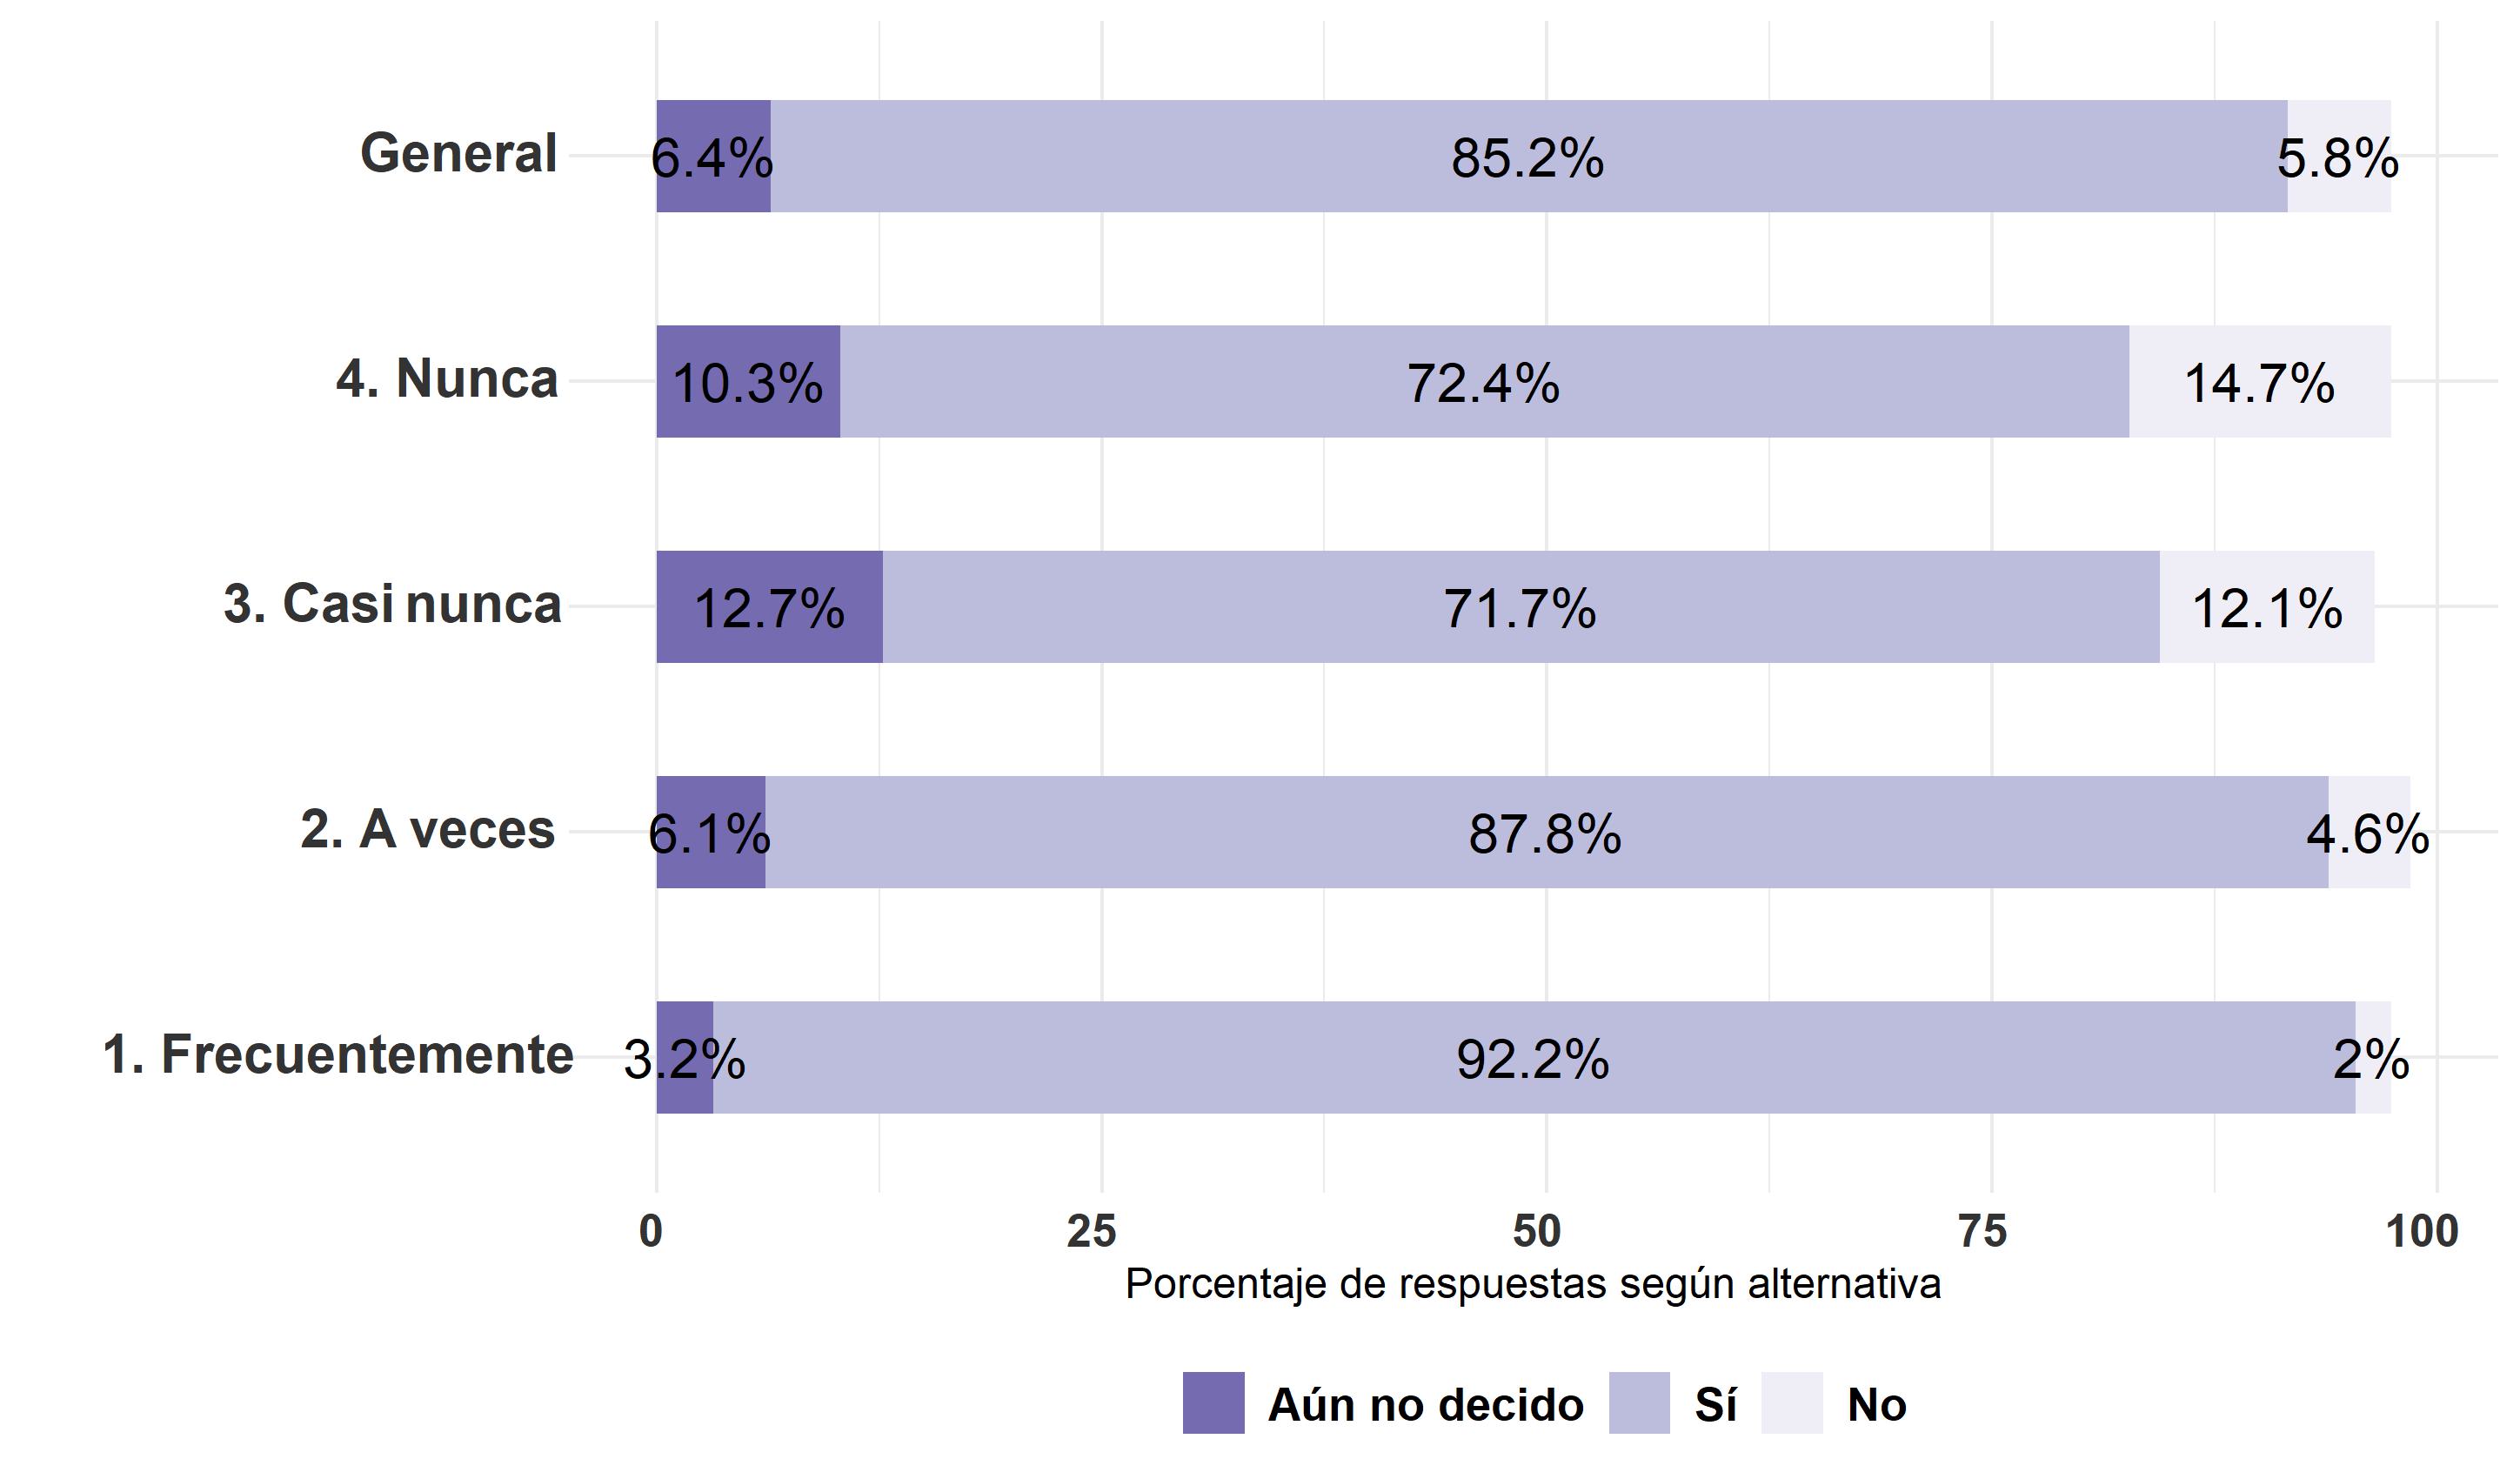 General 6.4% 85.2% 5.8%
4. Nunca 10.3% 72.4% 14.7%
3. Casi nunca 12.7% 71.7% 12.1%
2. A veces 6.1% 87.8% 4.6%
1. Frecuentemente 3.2% 92.2% 2%
0 25 50 75 100
Porcentaje de respuestas según alternativa
Aún no decido Sí No